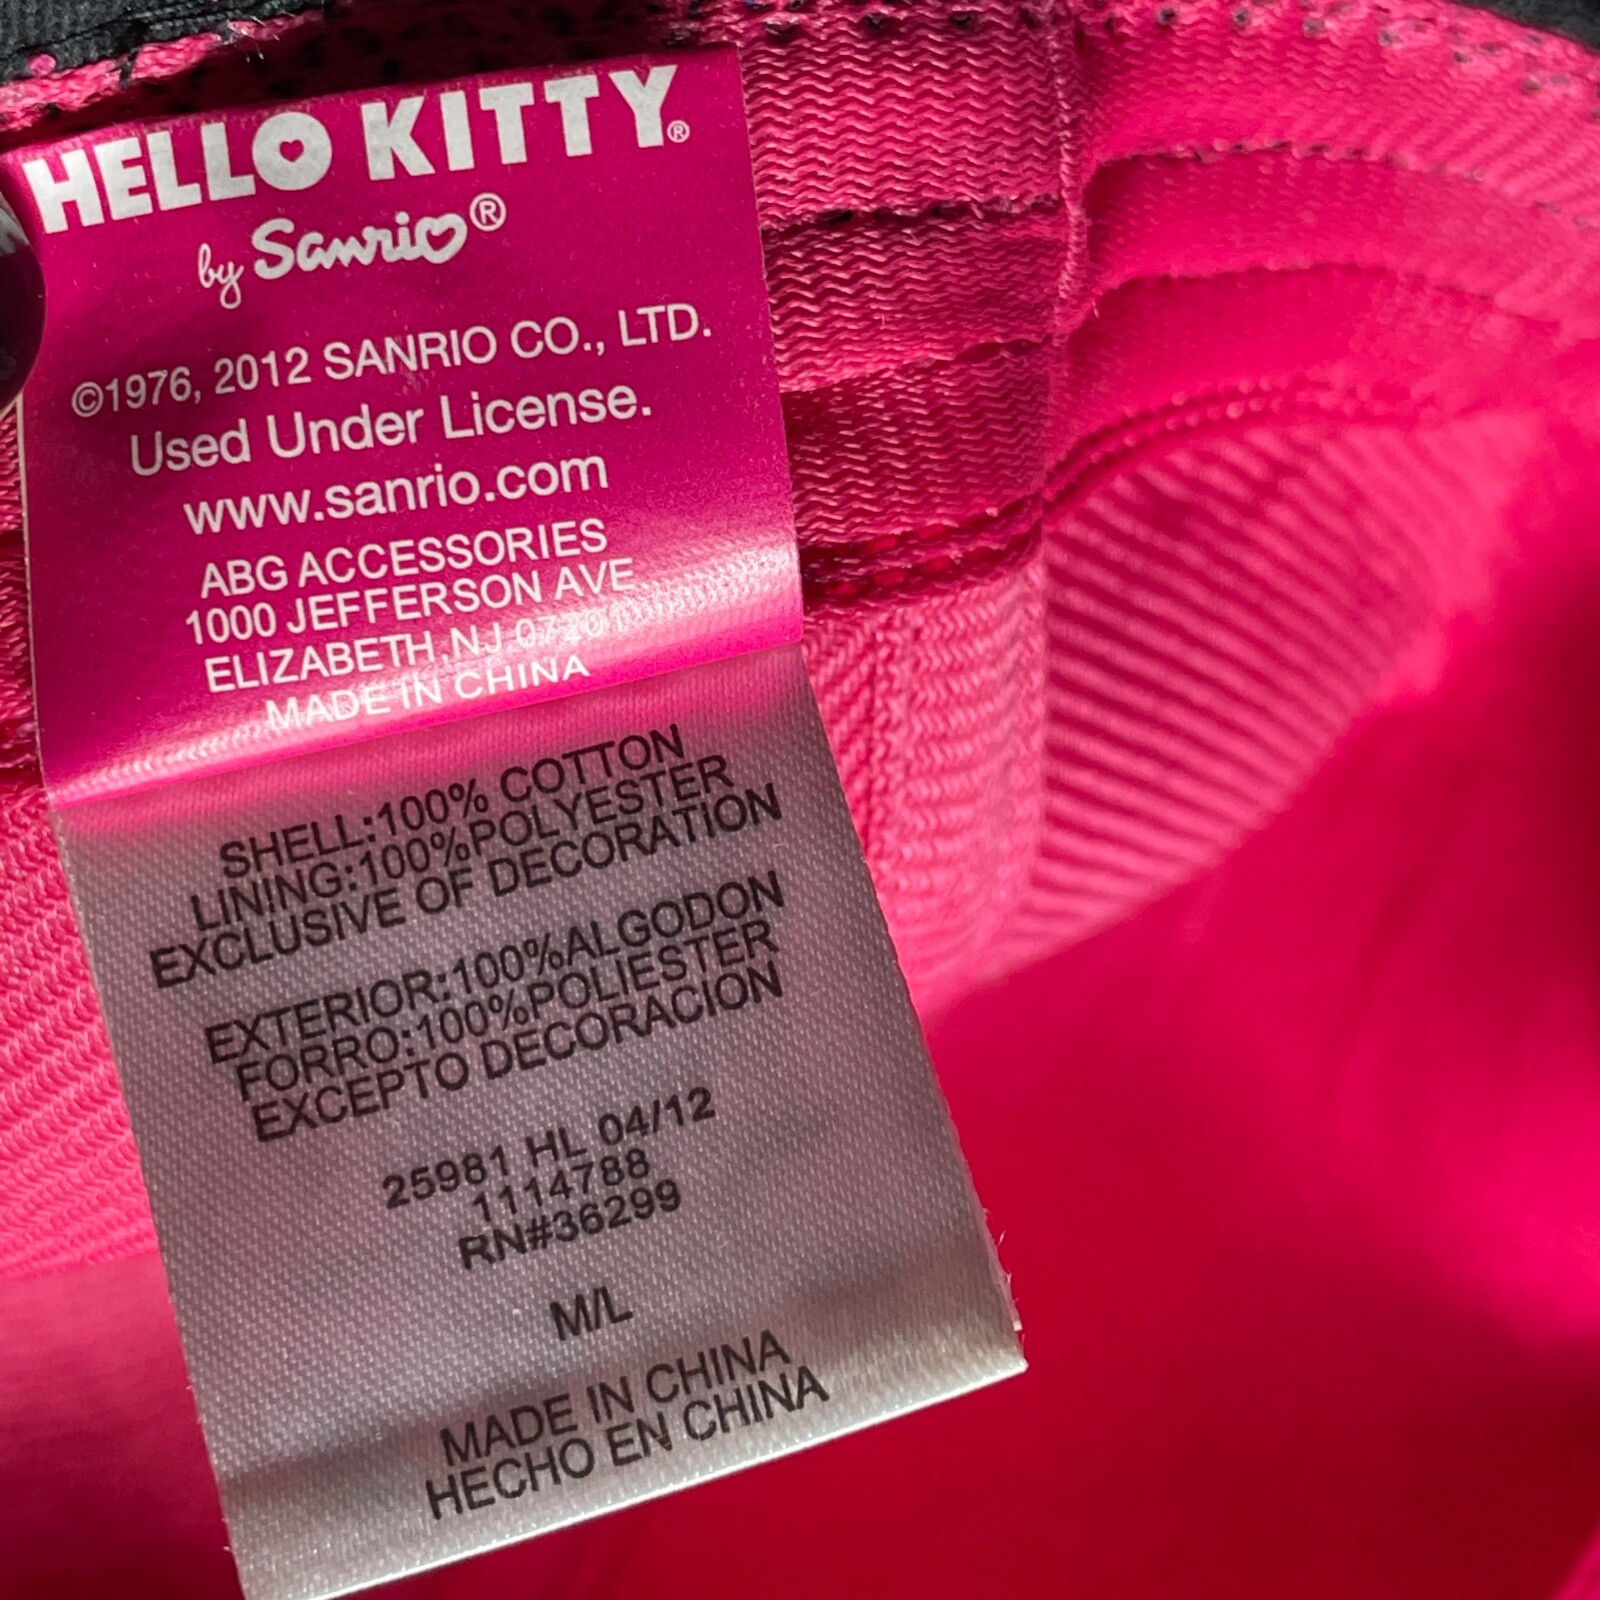 HELLO KITTY®
by Sanrio®
©1976, 2012 SANRIO CO., LTD.
Used Under License.
www.sanrio.com
ABG ACCESSORIES
1000 JEFFERSON AVE
ELIZABETH, NJ 07201
MADE IN CHINA
SHELL:100% COTTON
LINING:100%POLYESTER
EXCLUSIVE OF DECORATION
EXTERIOR:100%ALGODON
FORRO:100%POLIESTER
EXCEPTO DECORACION
25981 HL 04/12
1114788
RN#36299
M/L
MADE IN CHINA
HECHO EN CHINA